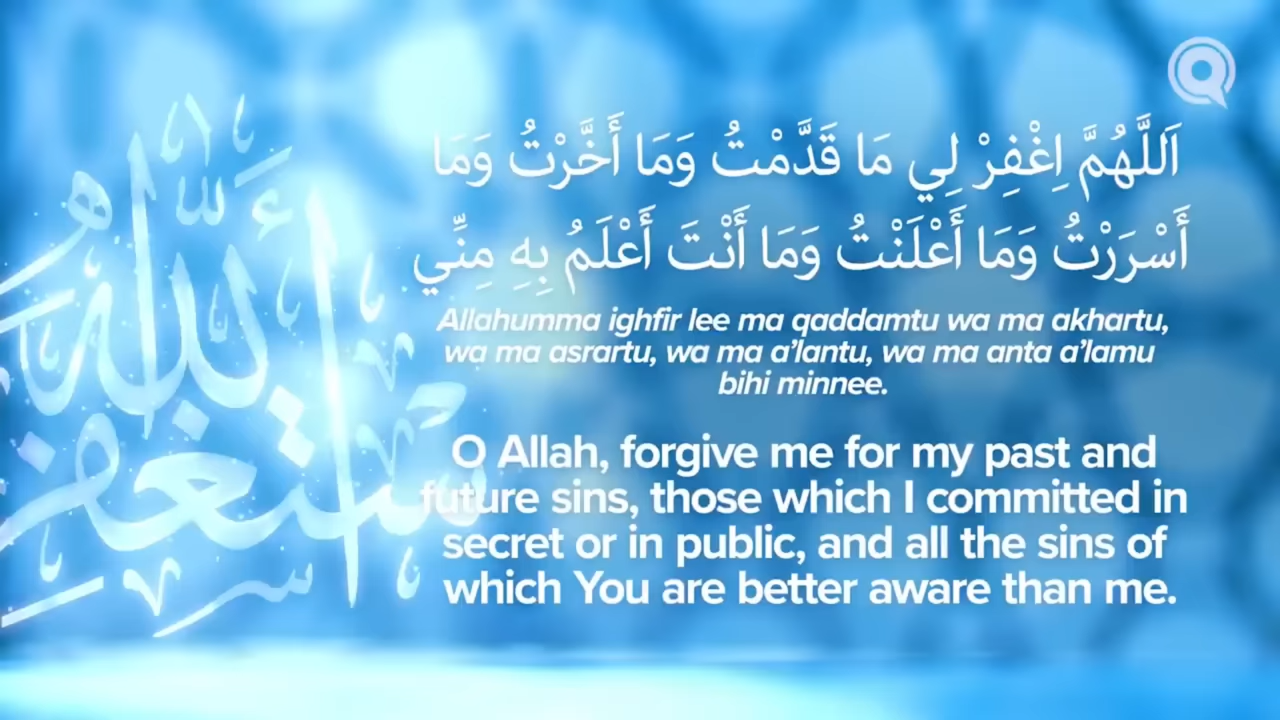 اَللَّهُمَّ اِغْفِرْ لِي مَا قَدَّمْتُ وَمَا أَخَّرْتُ وَمَا
أَسْرَرْتُ وَمَا أَعْلَنْتُ وَمَا أَنْتَ أَعْلَمُ بِهِ مِنِّي
Allahumma ighfir lee ma qaddamtu wa ma akhartu,
wa ma asrartu, wa ma a’lantu, wa ma anta a’lamu
bihi minnee.
O Allah, forgive me for my past and
future sins, those which I committed in
secret or in public, and all the sins of
which You are better aware than me.
أَسْتَغْفِرُ اللَّهَ